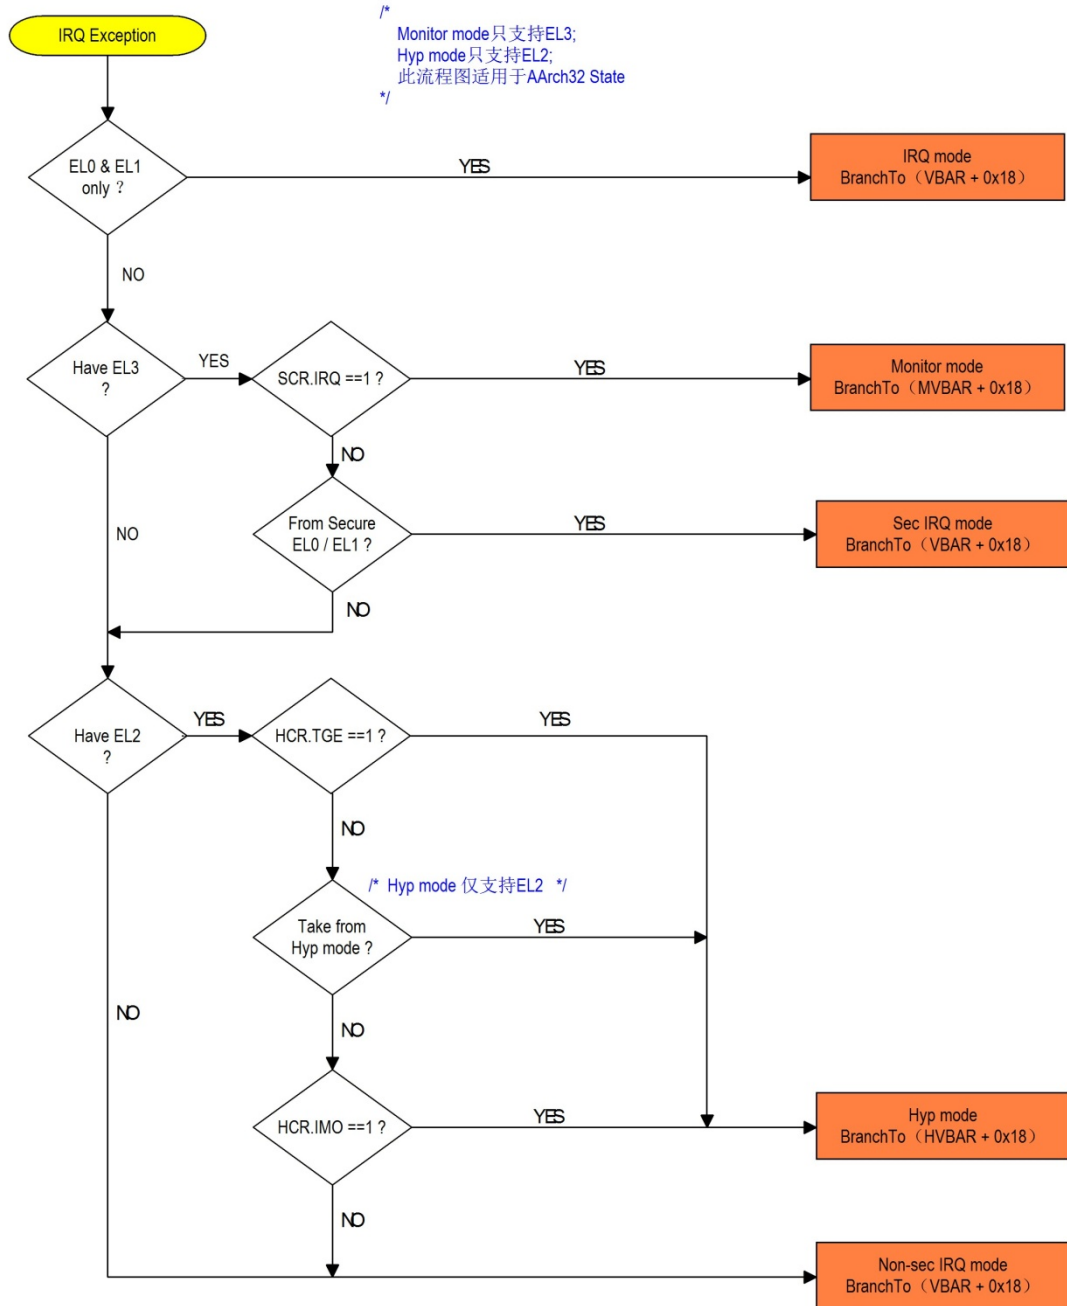 IRQ Exception
/*
Monitor mode只支持EL3;
Hyp mode只支持EL2;
此流程图适用于AArch32 State
*/
EL0 & EL1
only ?
YES
IRQ mode
BranchTo（VBAR + 0x18）
NO
Have EL3
?
YES
SCR.IRQ ==1 ?
YES
Monitor mode
BranchTo（MVBAR + 0x18）
NO
NO
From Secure
EL0 / EL1 ?
YES
Sec IRQ mode
BranchTo（VBAR + 0x18）
NO
Have EL2
?
YES
HCR.TGE ==1 ?
YES
NO
/* Hyp mode 仅支持EL2 */
Take from
Hyp mode ?
YES
NO
NO
HCR.IMO ==1 ?
YES
Hyp mode
BranchTo（HVBAR + 0x18）
NO
Non-sec IRQ mode
BranchTo（VBAR + 0x18）